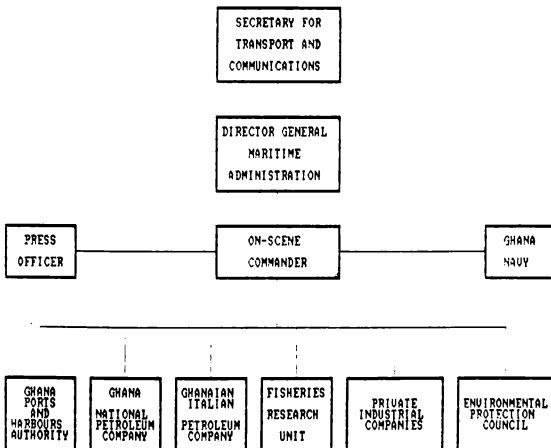 SECRETARY FOR
TRANSPORT AND
COMMUNICATIONS
DIRECTOR GENERAL
MARITIME
ADMINISTRATION
PRESS
OFFICER
ON-SCENE
COMMANDER
GHANA
NAVY
GHANA
PORTS
AND
HARBOURS
AUTHORITY
GHANA
NATIONAL
PETROLEUM
COMPANY
GHANAIAN
ITALIAN
PETROLEUM
COMPANY
FISHERIES
RESEARCH
UNIT
PRIVATE
INDUSTRIAL
COMPANIES
ENVIRONMENTAL
PROTECTION
COUNCIL